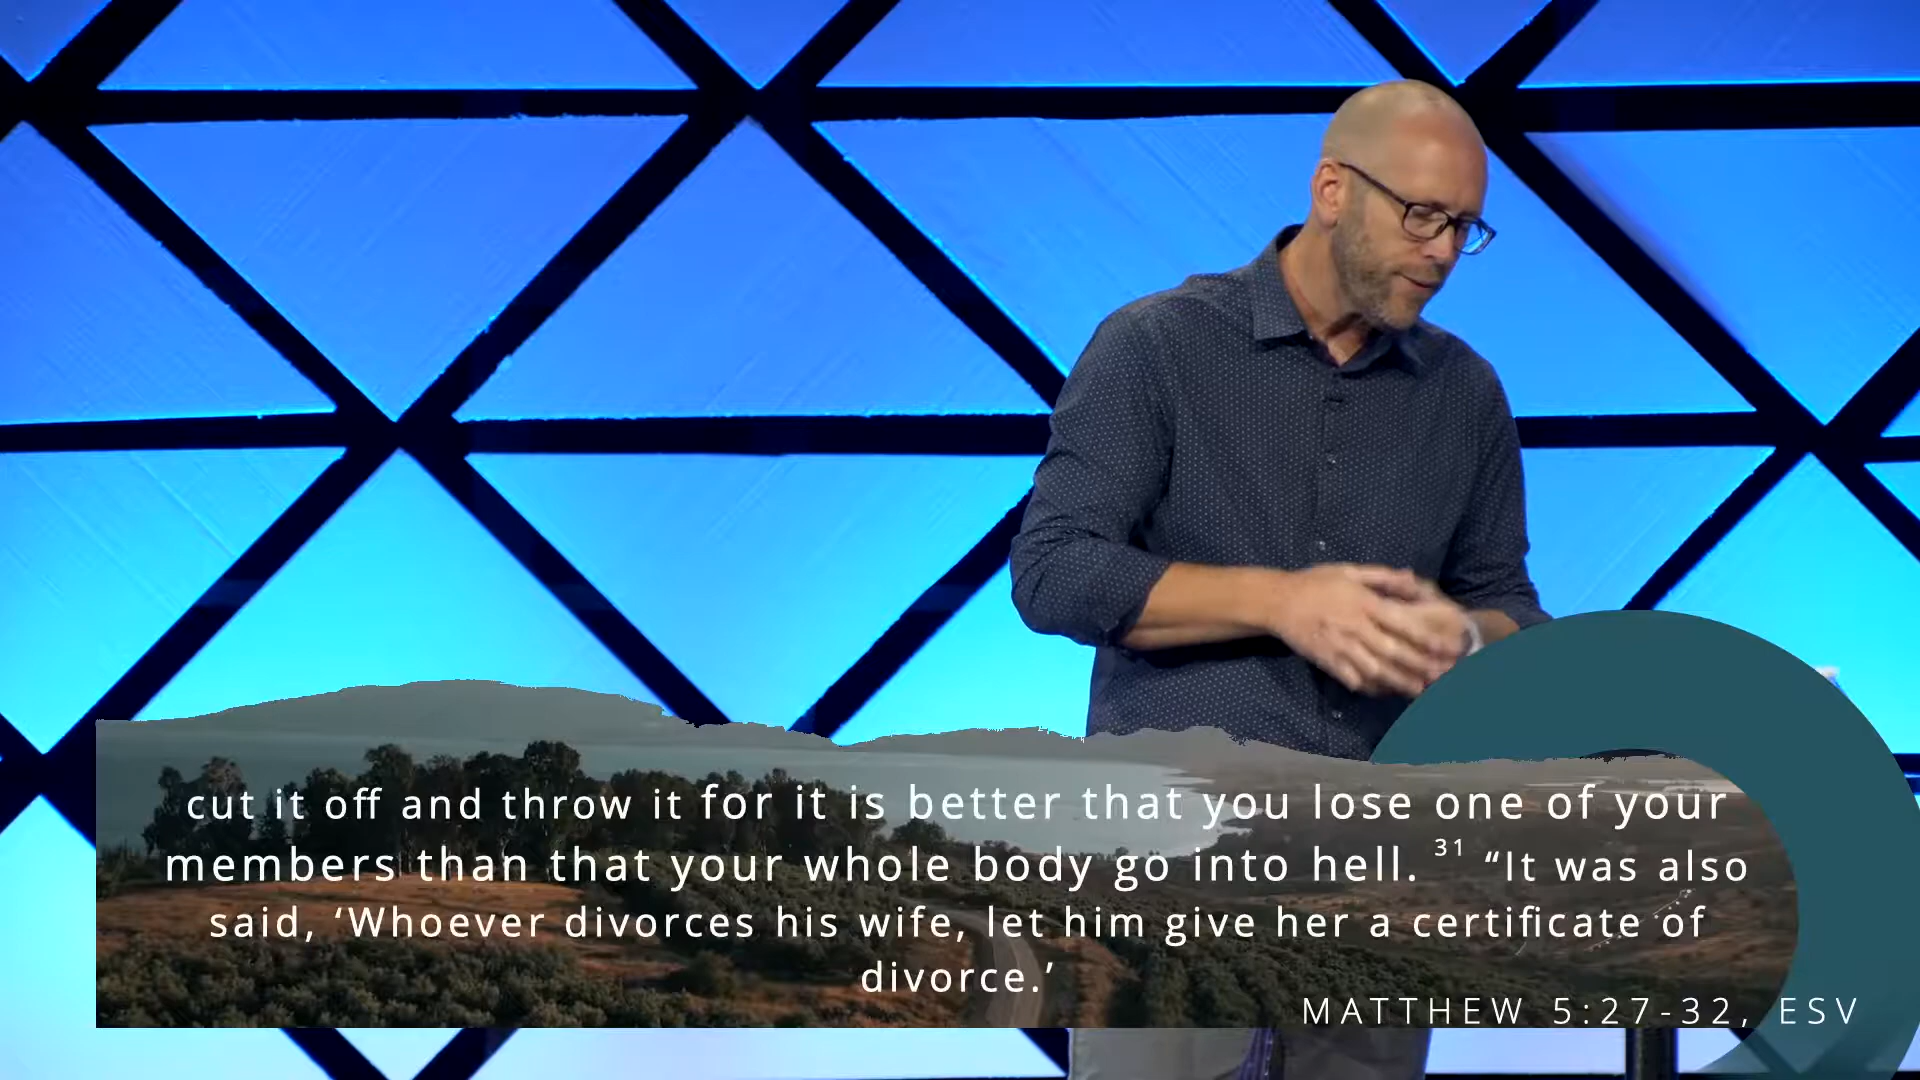 cut it off and throw it for it is better that you lose one of your
members than that your whole body go into hell. 31 “It was also
said, ‘Whoever divorces his wife, let him give her a certificate of
divorce.’
MATTHEW 5:27-32, ESV